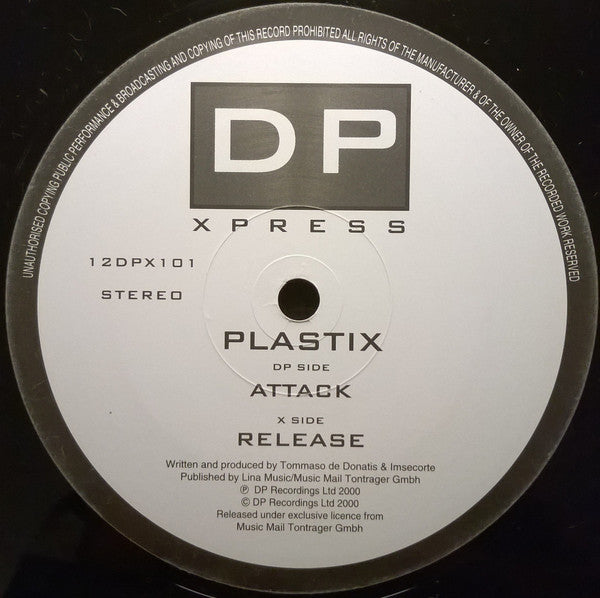 UNAUTHORISED COPYING PUBLIC PERFORMANCE & BROADCASTING AND COPYING OF THIS RECORD PROHIBITED ALL RIGHTS OF THE MANUFACTURER & OF THE OWNER OF THE RECORDED WORK RESERVED
DP
XPRESS
12DPX101
STEREO
PLASTIX
DP SIDE
ATTACK
X SIDE
RELEASE
Written and produced by Tommaso de Donatis & Imsecorte
Published by Lina Music/Music Mail Tontrager Gmbh
℗ DP Recordings Ltd 2000
© DP Recordings Ltd 2000
Released under exclusive licence from
Music Mail Tontrager Gmbh